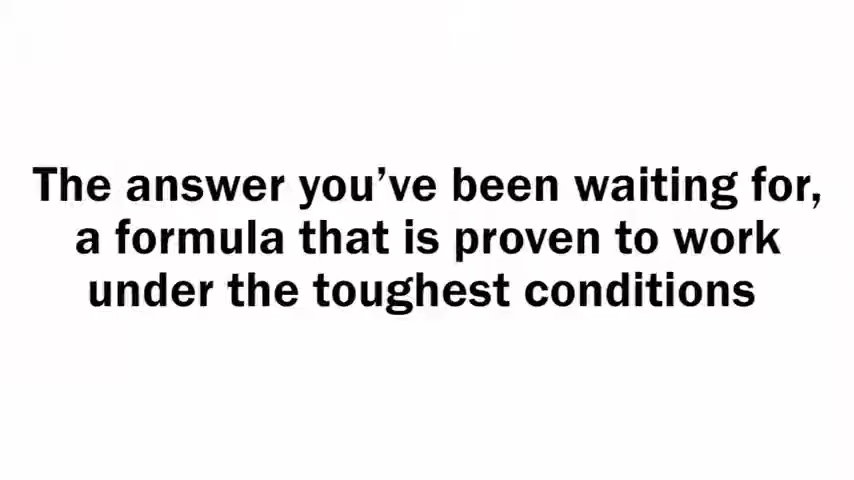 The answer you’ve been waiting for,
a formula that is proven to work
under the toughest conditions